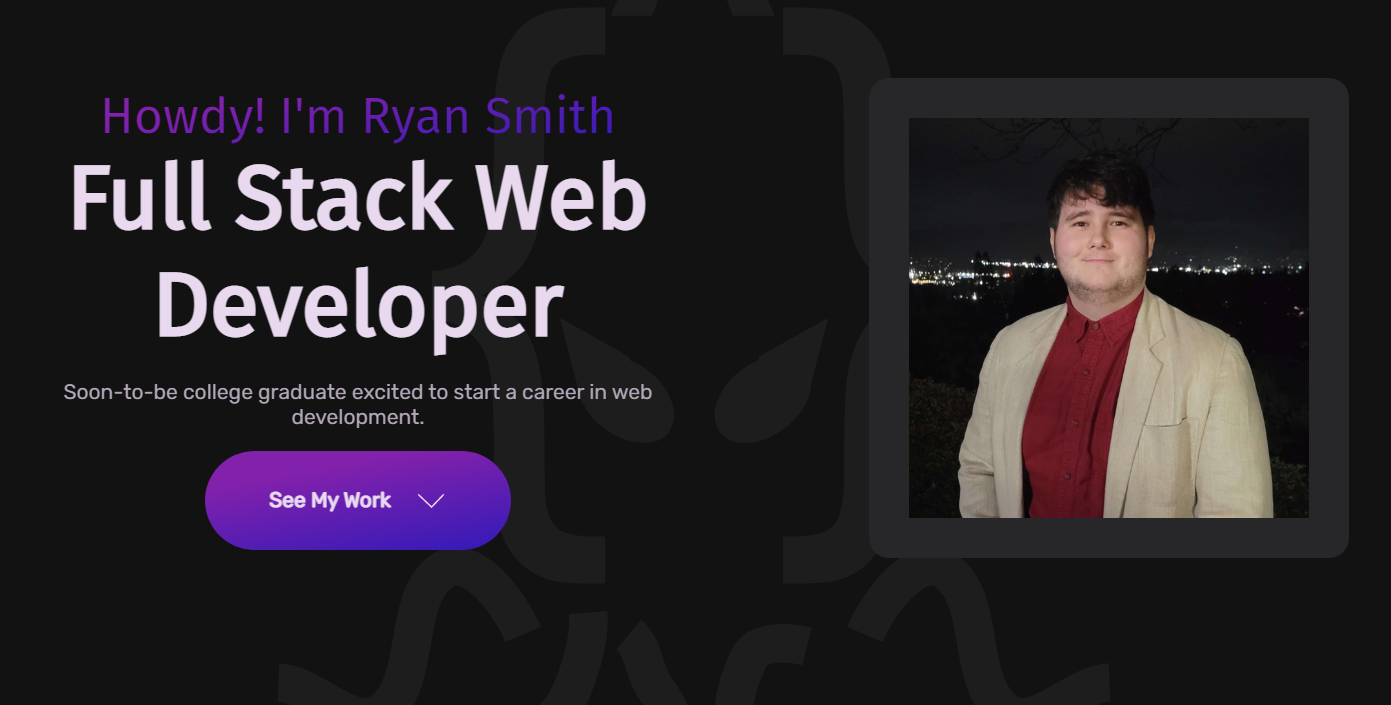 Howdy! I'm Ryan Smith
Full Stack Web
Developer
Soon-to-be college graduate excited to start a career in web
development.
See My Work